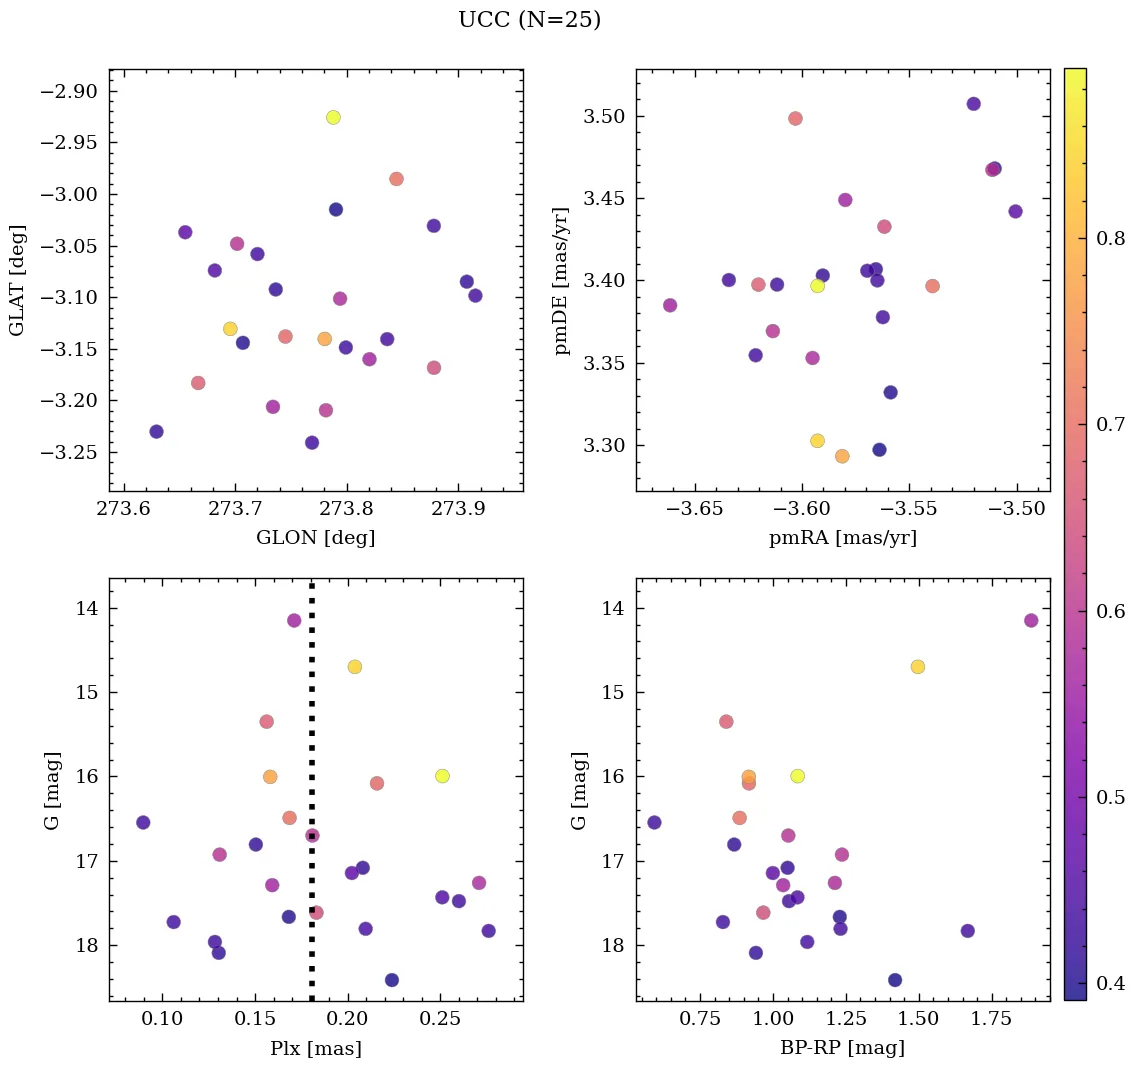 UCC (N=25)
−2.90
−2.95
−3.00
−3.05
−3.10
−3.15
−3.20
−3.25
GLAT [deg]
273.6 273.7 273.8 273.9
GLON [deg]
3.50
3.45
3.40
3.35
3.30
pmDE [mas/yr]
−3.65 −3.60 −3.55 −3.50
pmRA [mas/yr]
14
15
16
17
18
G [mag]
0.10 0.15 0.20 0.25
Plx [mas]
14
15
16
17
18
G [mag]
0.75 1.00 1.25 1.50 1.75
BP-RP [mag]
0.8
0.7
0.6
0.5
0.4